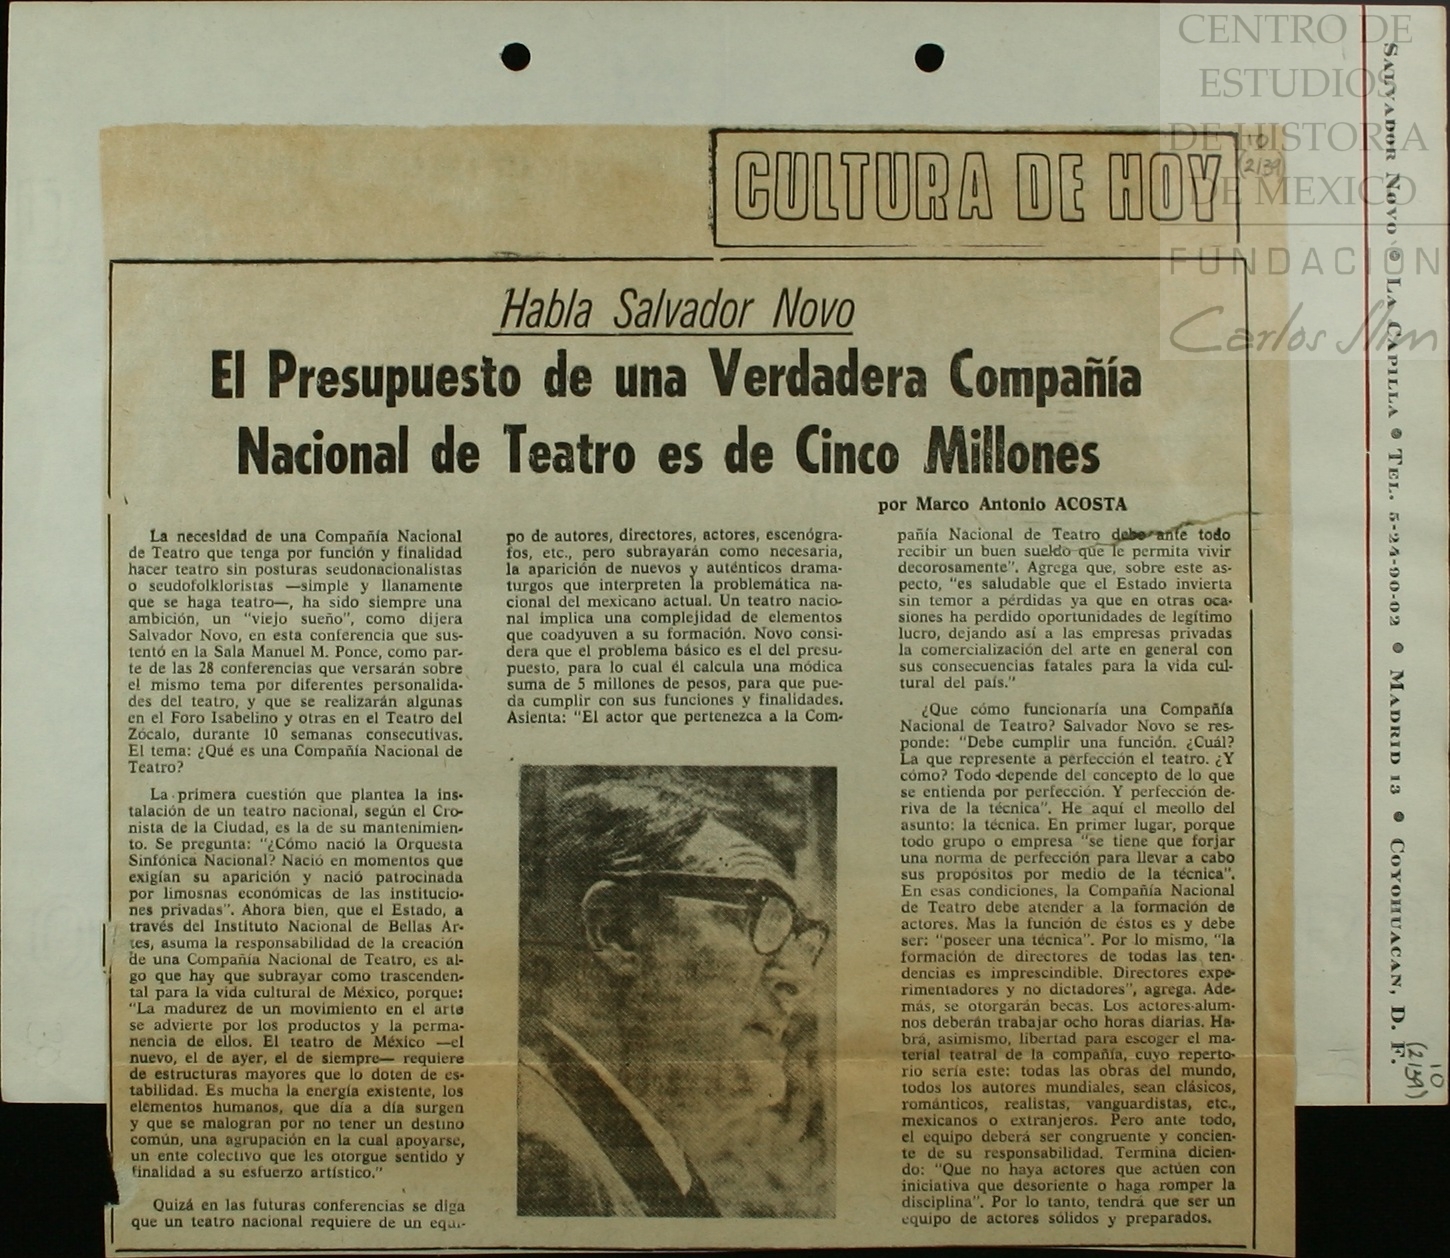 CENTRO DE
ESTUDIOS
DE HISTORIA
DE MEXICO
FUNDACION
Carlos Slim
SALVADOR NOVO ● LA CAPILLA ● TEL. 5-24-90-02 ● MADRID 13 ● COYOHUACAN, D. F.
10
(2139)
10
(2139)
CULTURA DE HOY
Habla Salvador Novo
El Presupuesto de una Verdadera Compañía
Nacional de Teatro es de Cinco Millones
por Marco Antonio ACOSTA
La necesidad de una Compañía Nacional
de Teatro que tenga por función y finalidad
hacer teatro sin posturas seudonacionalistas
o seudofolkloristas —simple y llanamente
que se haga teatro—, ha sido siempre una
ambición, un "viejo sueño", como dijera
Salvador Novo, en esta conferencia que sus-
tentó en la Sala Manuel M. Ponce, como par-
te de las 28 conferencias que versarán sobre
el mismo tema por diferentes personalida-
des del teatro, y que se realizarán algunas
en el Foro Isabelino y otras en el Teatro del
Zócalo, durante 10 semanas consecutivas.
El tema: ¿Qué es una Compañía Nacional de
Teatro?
La primera cuestión que plantea la ins-
talación de un teatro nacional, según el Cro-
nista de la Ciudad, es la de su mantenimien-
to. Se pregunta: "¿Cómo nació la Orquesta
Sinfónica Nacional? Nació en momentos que
exigían su aparición y nació patrocinada
por limosnas económicas de las institucio-
nes privadas". Ahora bien, que el Estado, a
través del Instituto Nacional de Bellas Ar-
tes, asuma la responsabilidad de la creación
de una Compañía Nacional de Teatro, es al-
go que hay que subrayar como trascenden-
tal para la vida cultural de México, porque:
"La madurez de un movimiento en el arte
se advierte por los productos y la perma-
nencia de ellos. El teatro de México —el
nuevo, el de ayer, el de siempre— requiere
de estructuras mayores que lo doten de es-
tabilidad. Es mucha la energía existente, los
elementos humanos, que día a día surgen
y que se malogran por no tener un destino
común, una agrupación en la cual apoyarse,
un ente colectivo que les otorgue sentido y
finalidad a su esfuerzo artístico."
Quizá en las futuras conferencias se diga
que un teatro nacional requiere de un equi-
po de autores, directores, actores, escenógra-
fos, etc., pero subrayarán como necesaria,
la aparición de nuevos y auténticos drama-
turgos que interpreten la problemática na-
cional del mexicano actual. Un teatro nacio-
nal implica una complejidad de elementos
que coadyuven a su formación. Novo consi-
dera que el problema básico es el del presu-
puesto, para lo cual él calcula una módica
suma de 5 millones de pesos, para que pue-
da cumplir con sus funciones y finalidades.
Asienta: "El actor que pertenezca a la Com-
pañía Nacional de Teatro debe ante todo
recibir un buen sueldo que le permita vivir
decorosamente". Agrega que, sobre este as-
pecto, "es saludable que el Estado invierta
sin temor a pérdidas ya que en otras oca-
siones ha perdido oportunidades de legítimo
lucro, dejando así a las empresas privadas
la comercialización del arte en general con
sus consecuencias fatales para la vida cul-
tural del país."
¿Que cómo funcionaría una Compañía
Nacional de Teatro? Salvador Novo se res-
ponde: "Debe cumplir una función. ¿Cuál?
La que represente a perfección el teatro. ¿Y
cómo? Todo depende del concepto de lo que
se entienda por perfección. Y perfección de-
riva de la técnica". He aquí el meollo del
asunto: la técnica. En primer lugar, porque
todo grupo o empresa "se tiene que forjar
una norma de perfección para llevar a cabo
sus propósitos por medio de la técnica".
En esas condiciones, la Compañía Nacional
de Teatro debe atender a la formación de
actores. Mas la función de éstos es y debe
ser: "poseer una técnica". Por lo mismo, "la
formación de directores de todas las ten-
dencias es imprescindible. Directores expe-
rimentadores y no dictadores", agrega. Ade-
más, se otorgarán becas. Los actores-alum-
nos deberán trabajar ocho horas diarias. Ha-
brá, asimismo, libertad para escoger el ma-
terial teatral de la compañía, cuyo reperto-
rio sería este: todas las obras del mundo,
todos los autores mundiales, sean clásicos,
románticos, realistas, vanguardistas, etc.,
mexicanos o extranjeros. Pero ante todo,
el equipo deberá ser congruente y concien-
te de su responsabilidad. Termina dicien-
do: "Que no haya actores que actúen con
iniciativa que desoriente o haga romper la
disciplina". Por lo tanto, tendrá que ser un
equipo de actores sólidos y preparados.